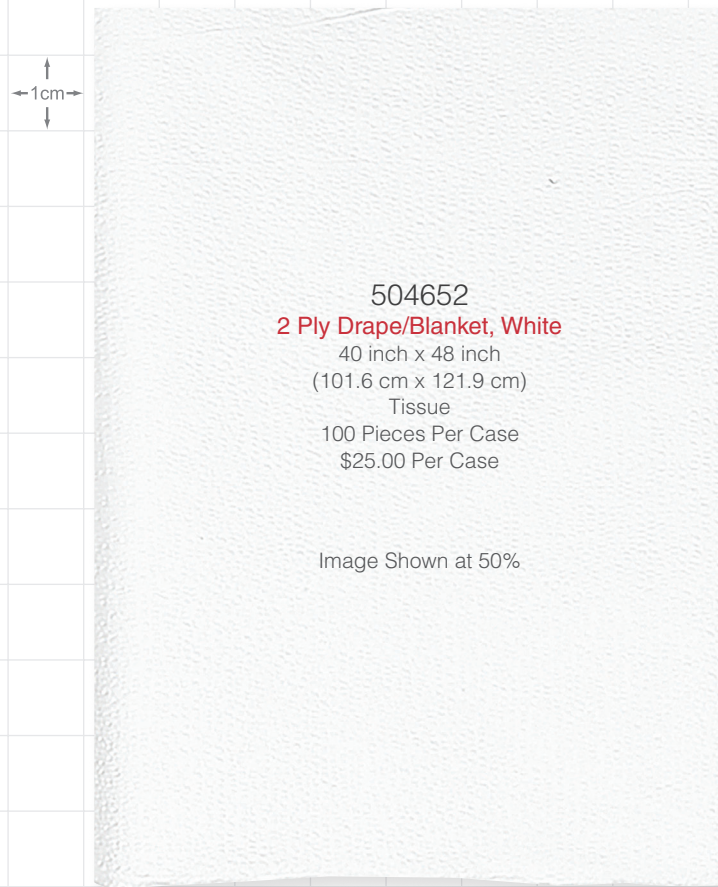 1cm
504652
2 Ply Drape/Blanket, White
40 inch x 48 inch
(101.6 cm x 121.9 cm)
Tissue
100 Pieces Per Case
$25.00 Per Case
Image Shown at 50%